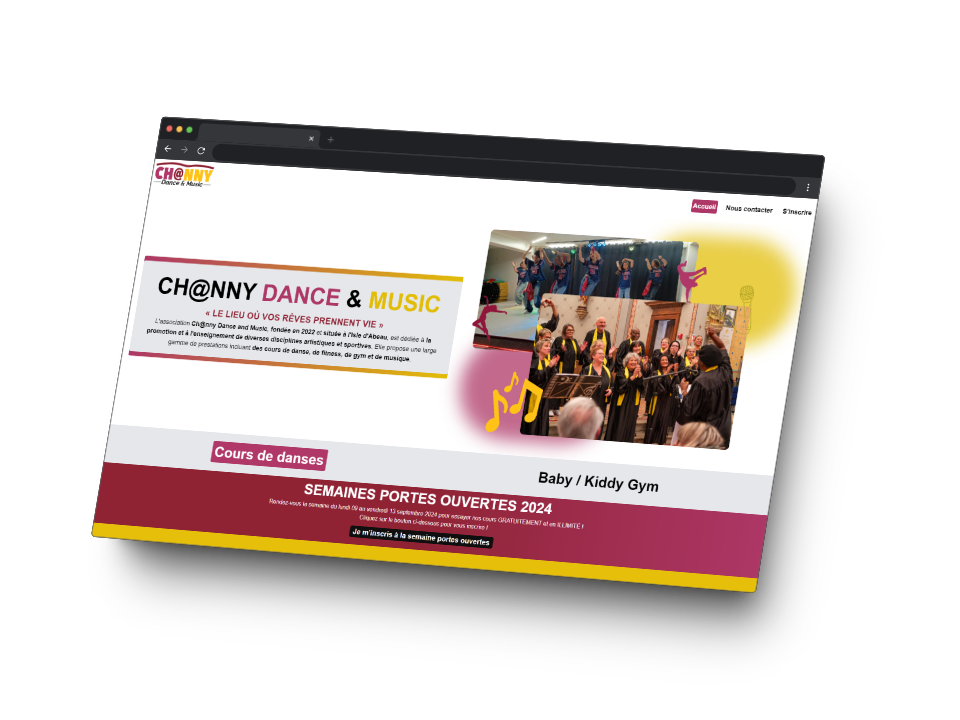 CH@NNY
Dance & Music
Accueil Nous contacter S'inscrire
CH@NNY DANCE & MUSIC
« LE LIEU OÙ VOS RÊVES PRENNENT VIE »
L'association Ch@nny Dance and Music, fondée en 2022 et située à l'Isle d'Abeau, est dédiée à la
promotion et à l'enseignement de diverses disciplines artistiques et sportives. Elle propose une large
gamme de prestations incluant des cours de danse, de fitness, de gym et de musique.
Cours de danses
Baby / Kiddy Gym
SEMAINES PORTES OUVERTES 2024
Rendez-vous la semaine du lundi 09 au vendredi 13 septembre 2024 pour essayer nos cours GRATUITEMENT et en ILLIMITÉ !
Cliquez sur le bouton ci-dessous pour vous inscrire !
Je m'inscris à la semaine portes ouvertes